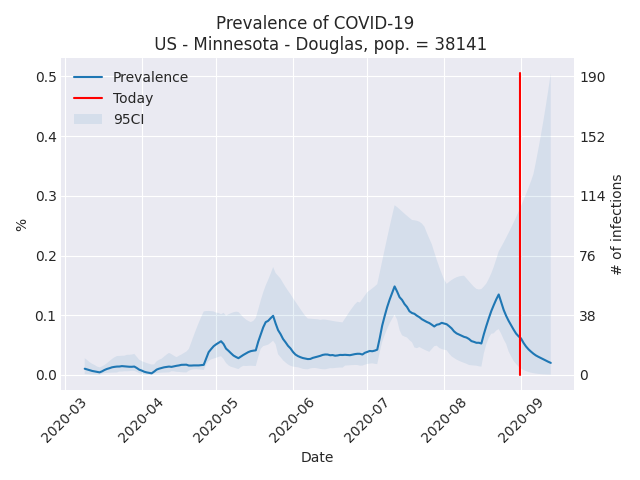 Prevalence of COVID-19
US - Minnesota - Douglas, pop. = 38141
Prevalence
Today
95CI
0.5
0.4
0.3
0.2
0.1
0.0
%
190
152
114
76
38
0
# of infections
2020-03
2020-04
2020-05
2020-06
2020-07
2020-08
2020-09
Date